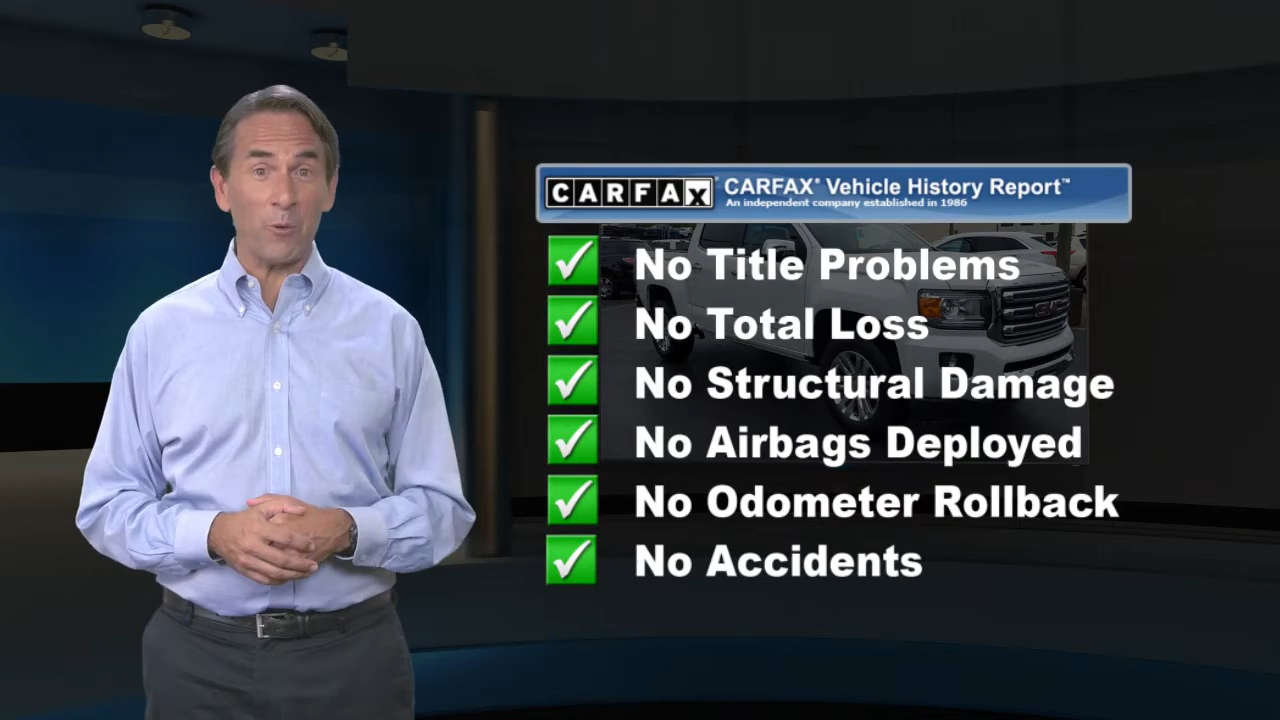 CARFAX® CARFAX® Vehicle History Report™
An independent company established in 1986
No Title Problems
No Total Loss
No Structural Damage
No Airbags Deployed
No Odometer Rollback
No Accidents
GMC